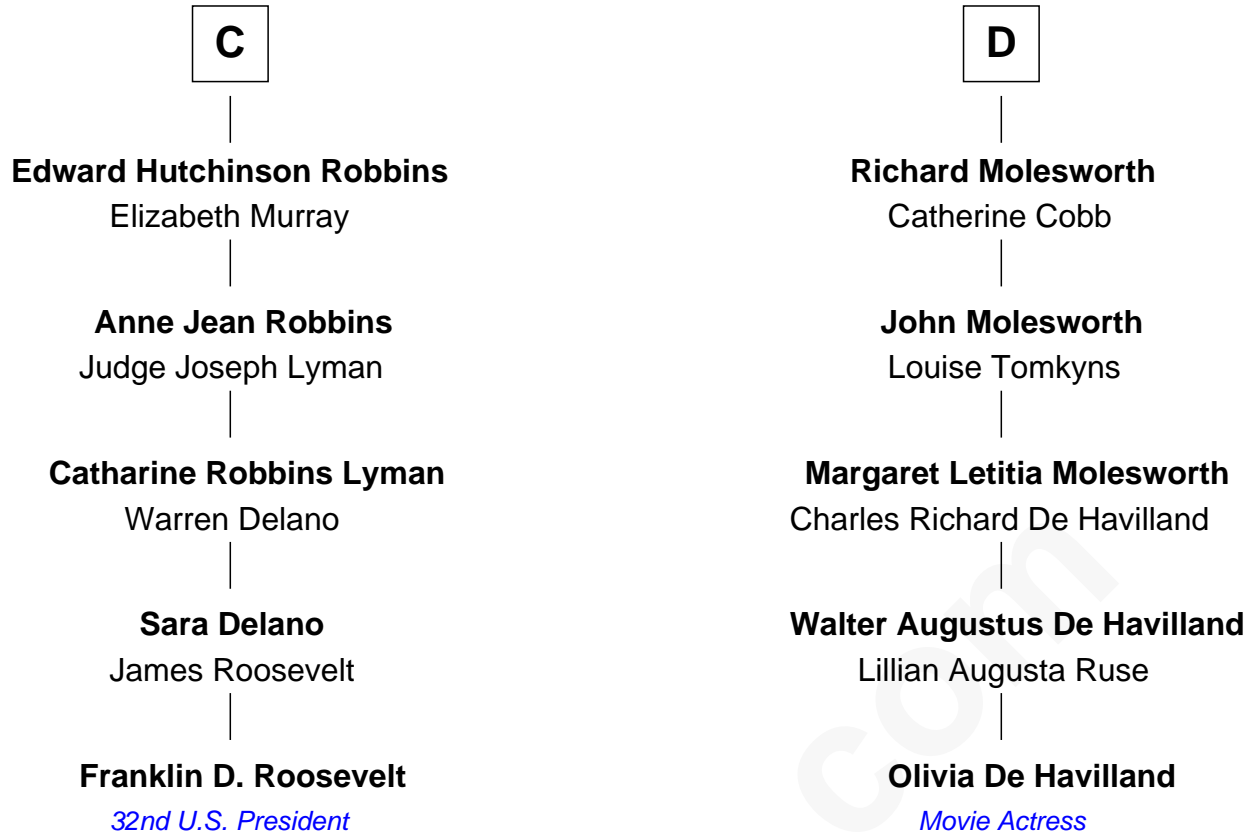 C
Edward Hutchinson Robbins
Elizabeth Murray
Anne Jean Robbins
Judge Joseph Lyman
Catharine Robbins Lyman
Warren Delano
Sara Delano
James Roosevelt
Franklin D. Roosevelt
32nd U.S. President
D
Richard Molesworth
Catherine Cobb
John Molesworth
Louise Tomkyns
Margaret Letitia Molesworth
Charles Richard De Havilland
Walter Augustus De Havilland
Lillian Augusta Ruse
Olivia De Havilland
Movie Actress
com